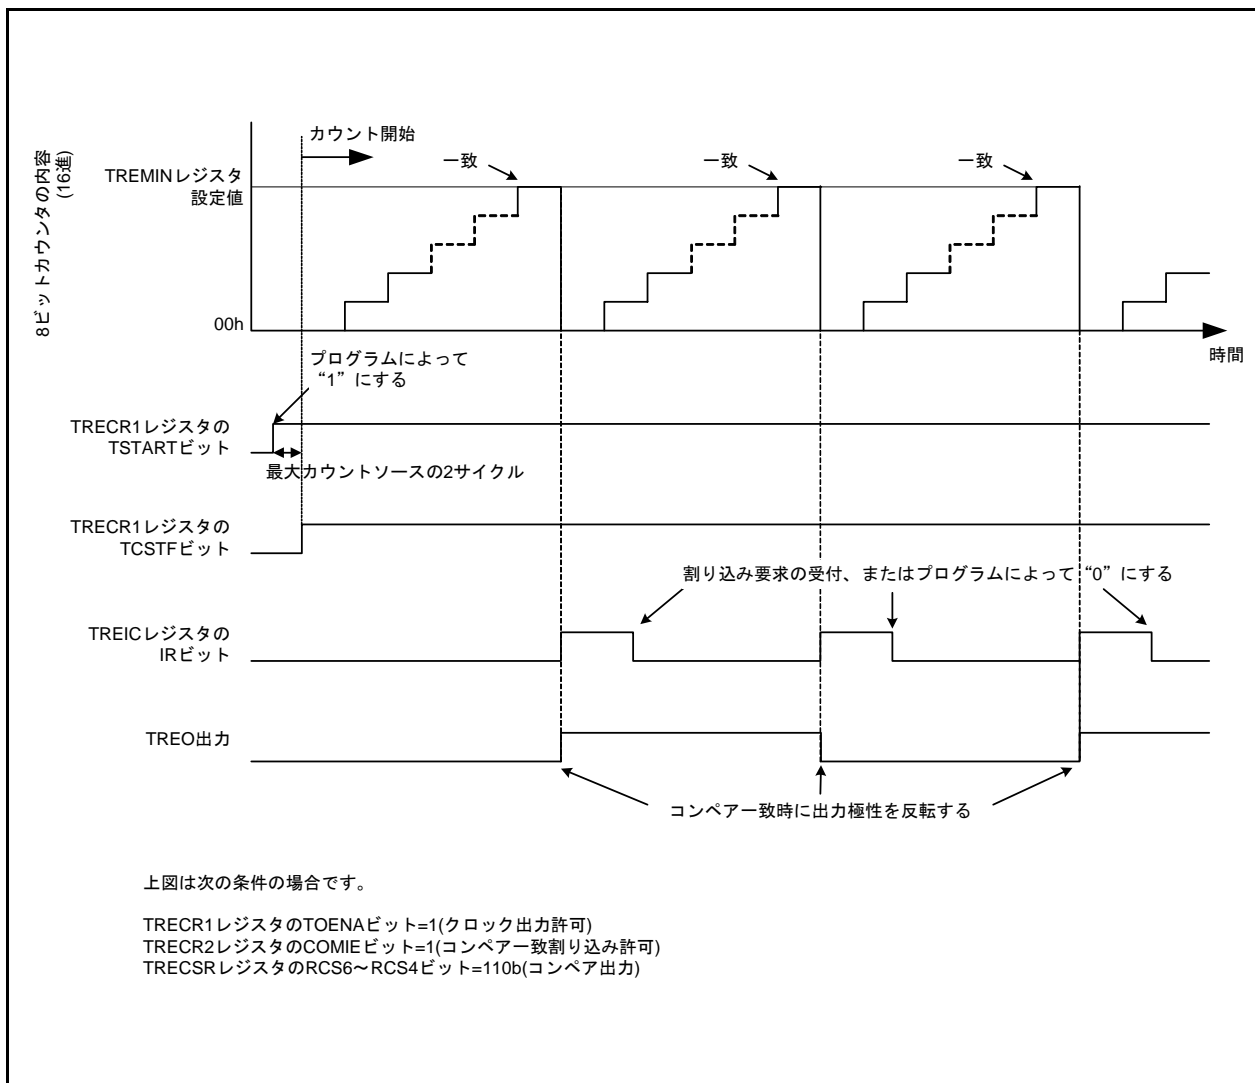 カウント開始
8ビットカウンタの内容
(16進)
TREMINレジスタ
設定値
一致
一致
一致
00h
時間
プログラムによって
“1”にする
TRECR1レジスタの
TSTARTビット
最大カウントソースの2サイクル
TRECR1レジスタの
TCSTFビット
割り込み要求の受付、またはプログラムによって“0”にする
TREICレジスタの
IRビット
TREO出力
コンペア一致時に出力極性を反転する
上図は次の条件の場合です。
TRECR1レジスタのTOENAビット=1(クロック出力許可)
TRECR2レジスタのCOMIEビット=1(コンペア一致割り込み許可)
TRECSRレジスタのRCS6～RCS4ビット=110b(コンペア出力)